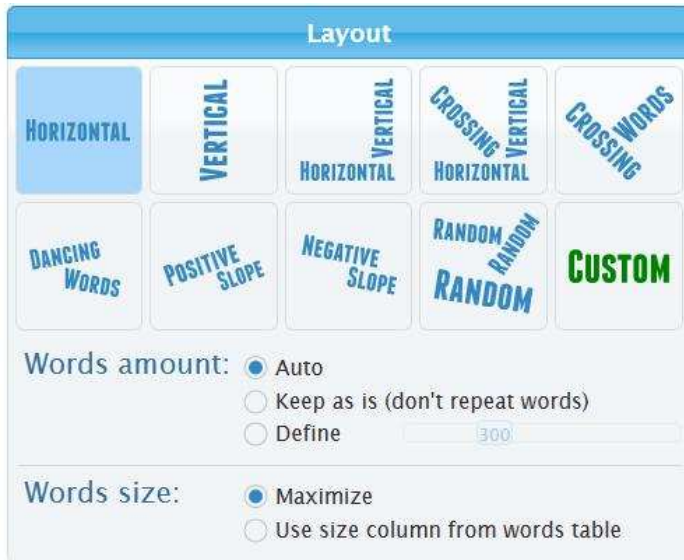 Layout
HORIZONTAL
VERTICAL
VERTICAL
HORIZONTAL
CROSSING
VERTICAL
HORIZONTAL
CROSSING
WORDS
DANCING
WORDS
POSITIVE
SLOPE
NEGATIVE
SLOPE
RANDOM
RANDOM
RANDOM
CUSTOM
Words amount:
Auto
Keep as is (don't repeat words)
Define 300
Words size:
Maximize
Use size column from words table